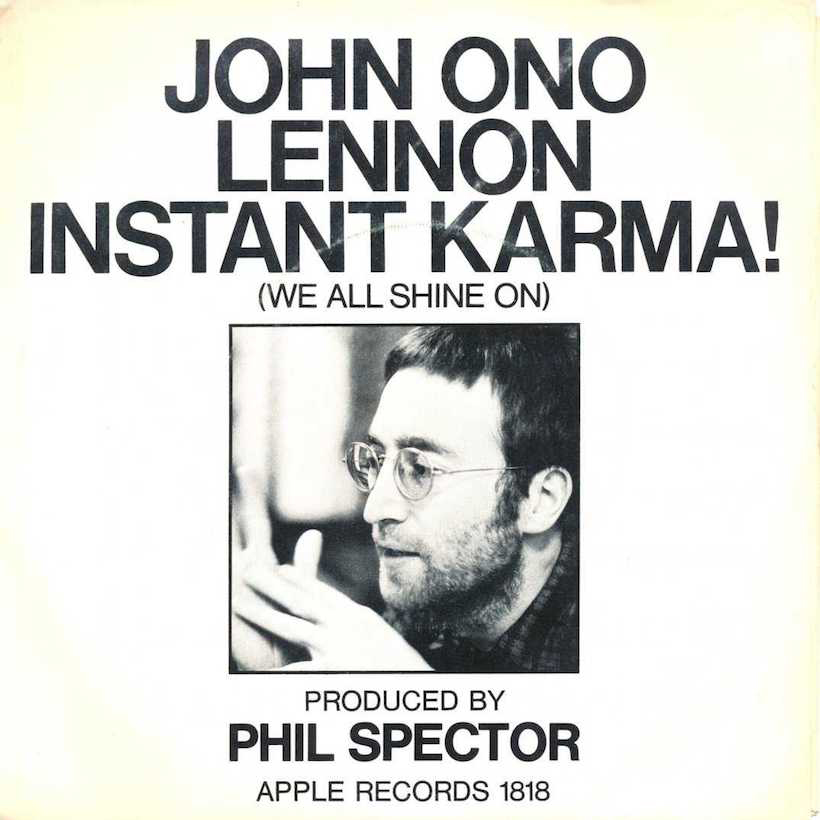 JOHN ONO
LENNON
INSTANT KARMA!
(WE ALL SHINE ON)
PRODUCED BY
PHIL SPECTOR
APPLE RECORDS 1818